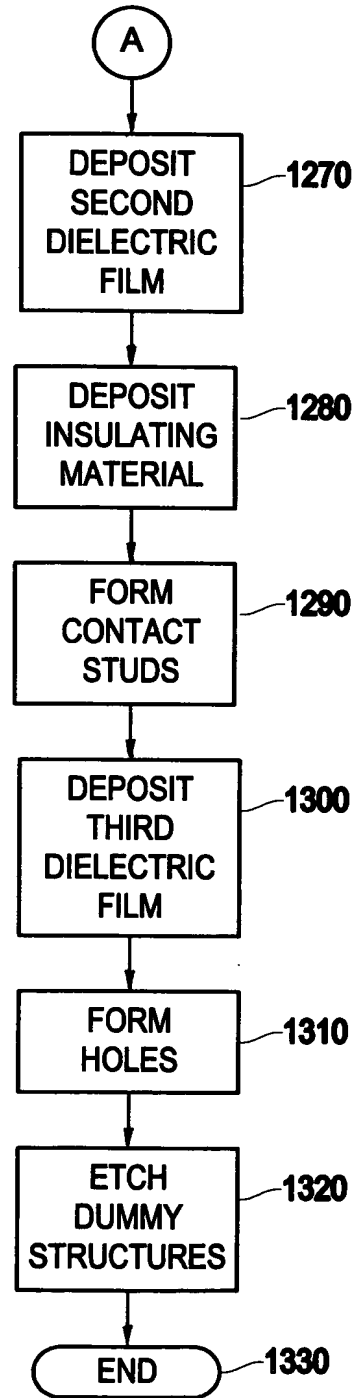 A
DEPOSIT
SECOND
DIELECTRIC
FILM
1270
DEPOSIT
INSULATING
MATERIAL
1280
FORM
CONTACT
STUDS
1290
DEPOSIT
THIRD
DIELECTRIC
FILM
1300
FORM
HOLES
1310
ETCH
DUMMY
STRUCTURES
1320
END
1330